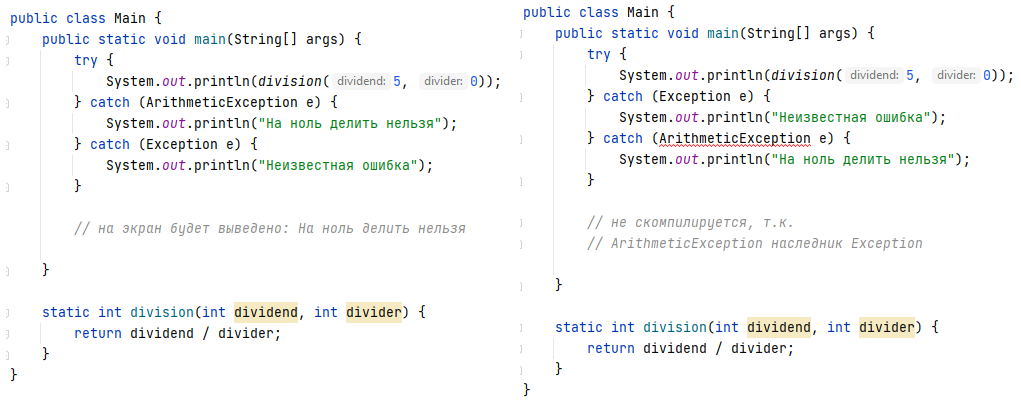 public class Main {
public static void main(String[] args) {
try {
System.out.println(division( dividend: 5, divider: 0));
} catch (ArithmeticException e) {
System.out.println("На ноль делить нельзя");
} catch (Exception e) {
System.out.println("Неизвестная ошибка");
}
// на экран будет выведено: На ноль делить нельзя
}
static int division(int dividend, int divider) {
return dividend / divider;
}
}
public class Main {
public static void main(String[] args) {
try {
System.out.println(division( dividend: 5, divider: 0));
} catch (Exception e) {
System.out.println("Неизвестная ошибка");
} catch (ArithmeticException e) {
System.out.println("На ноль делить нельзя");
}
// не скомпилируется, т.к.
// ArithmeticException наследник Exception
}
static int division(int dividend, int divider) {
return dividend / divider;
}
}